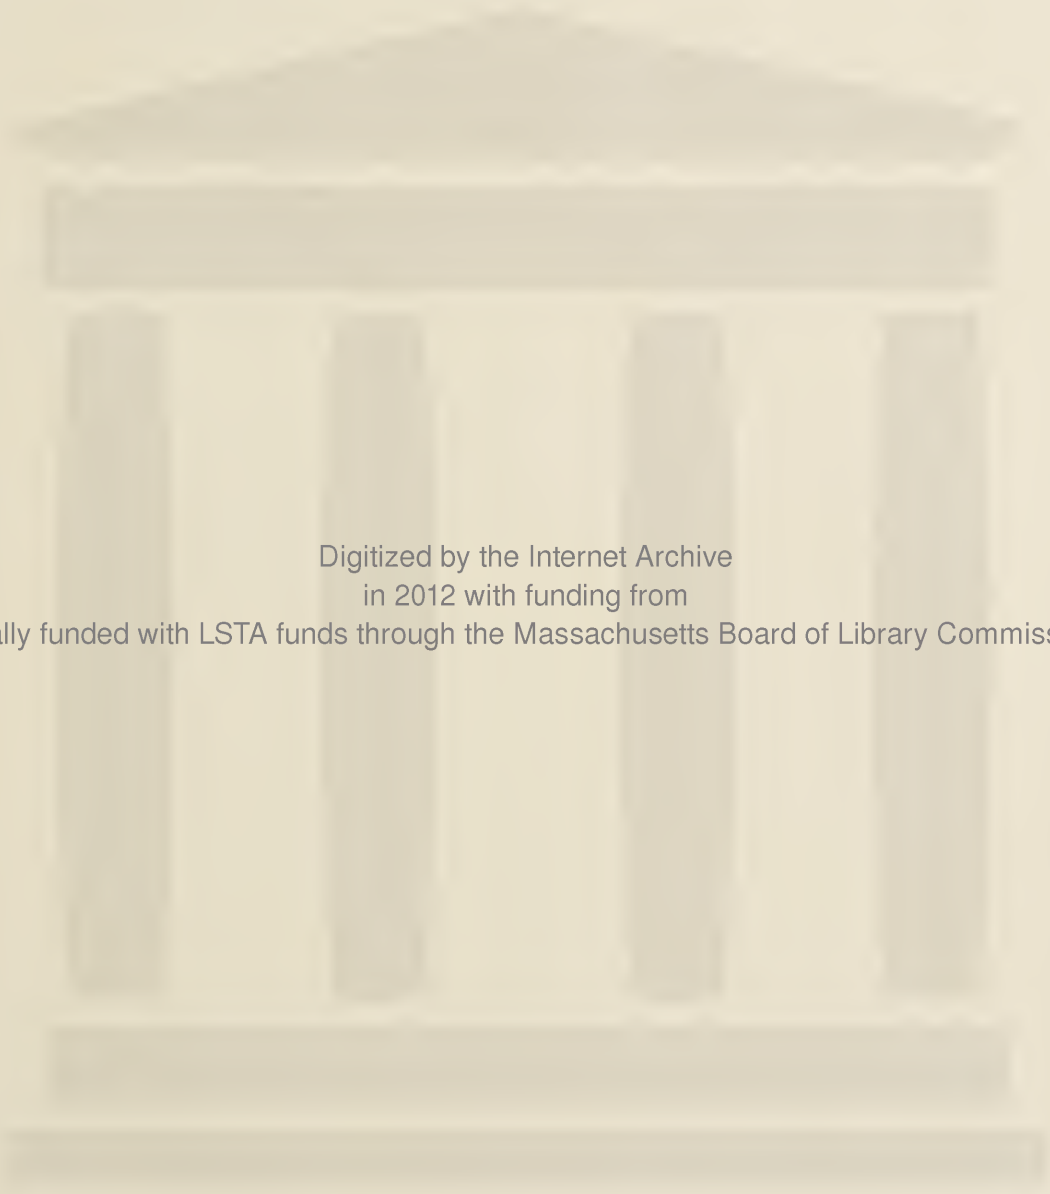 Digitized by the Internet Archive
in 2012 with funding from
lly funded with LSTA funds through the Massachusetts Board of Library Commiss